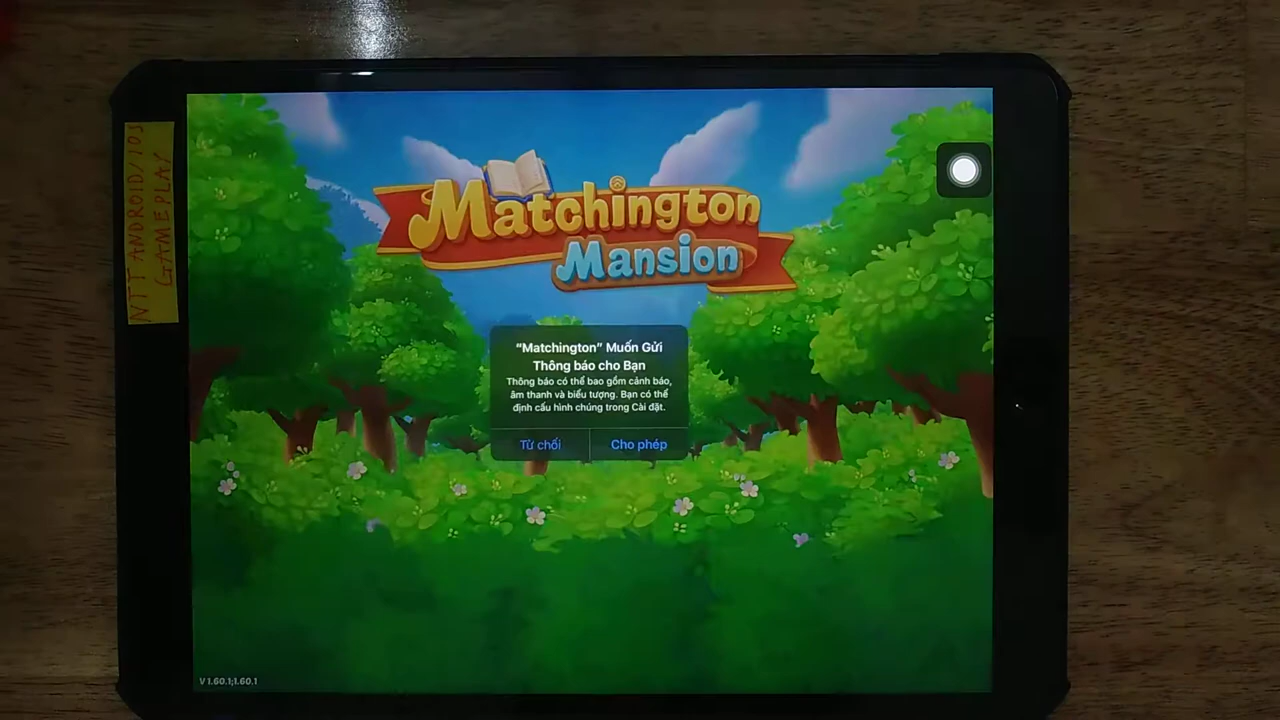 NTT ANDROID/IOS
GAMEPLAY
Matchington
Mansion
“Matchington” Muốn Gửi
Thông báo cho Bạn
Thông báo có thể bao gồm cảnh báo,
âm thanh và biểu tượng. Bạn có thể
định cấu hình chúng trong Cài đặt.
Từ chối
Cho phép
V 1.60.1;1.60.1